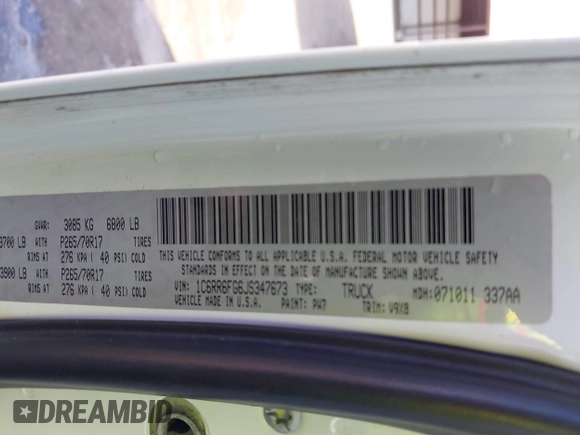 GVWR: 3085 KG 6800 LB
3700 LB WITH P265/70R17 TIRES
RIMS AT 276 KPA ( 40 PSI) COLD
3900 LB WITH P265/70R17 TIRES
RIMS AT 276 KPA ( 40 PSI) COLD
THIS VEHICLE CONFORMS TO ALL APPLICABLE U.S.A. FEDERAL MOTOR VEHICLE SAFETY
STANDARDS IN EFFECT ON THE DATE OF MANUFACTURE SHOWN ABOVE.
VIN: 1C6RR6FG6JS347673 TYPE: TRUCK MDH: 071011 337AA
VEHICLE MADE IN U.S.A. PAINT: PW7 TRIM: V9X8
DREAMBID